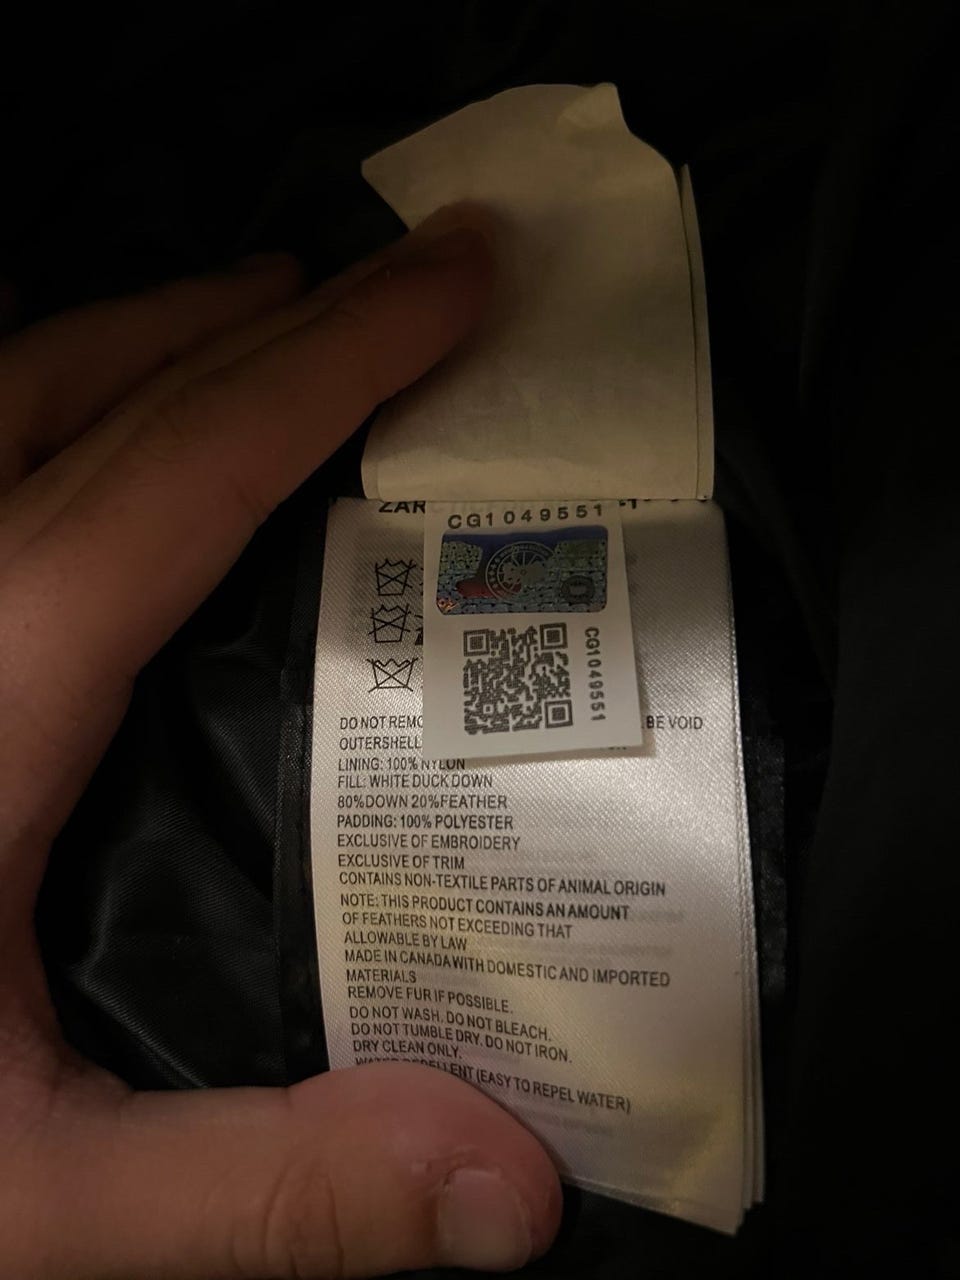 CG1049551
CG1049551
DO NOT BE VOID
OUTERSHELL
LINING: 100% NYLON
FILL: WHITE DUCK DOWN
80%DOWN 20%FEATHER
PADDING: 100% POLYESTER
EXCLUSIVE OF EMBROIDERY
EXCLUSIVE OF TRIM
CONTAINS NON-TEXTILE PARTS OF ANIMAL ORIGIN
NOTE: THIS PRODUCT CONTAINS AN AMOUNT
OF FEATHERS NOT EXCEEDING THAT
ALLOWABLE BY LAW
MADE IN CANADA WITH DOMESTIC AND IMPORTED
MATERIALS
REMOVE FUR IF POSSIBLE.
DO NOT WASH. DO NOT BLEACH.
DO NOT TUMBLE DRY. DO NOT IRON.
DRY CLEAN ONLY.
WATER REPELLENT (EASY TO REPEL WATER)